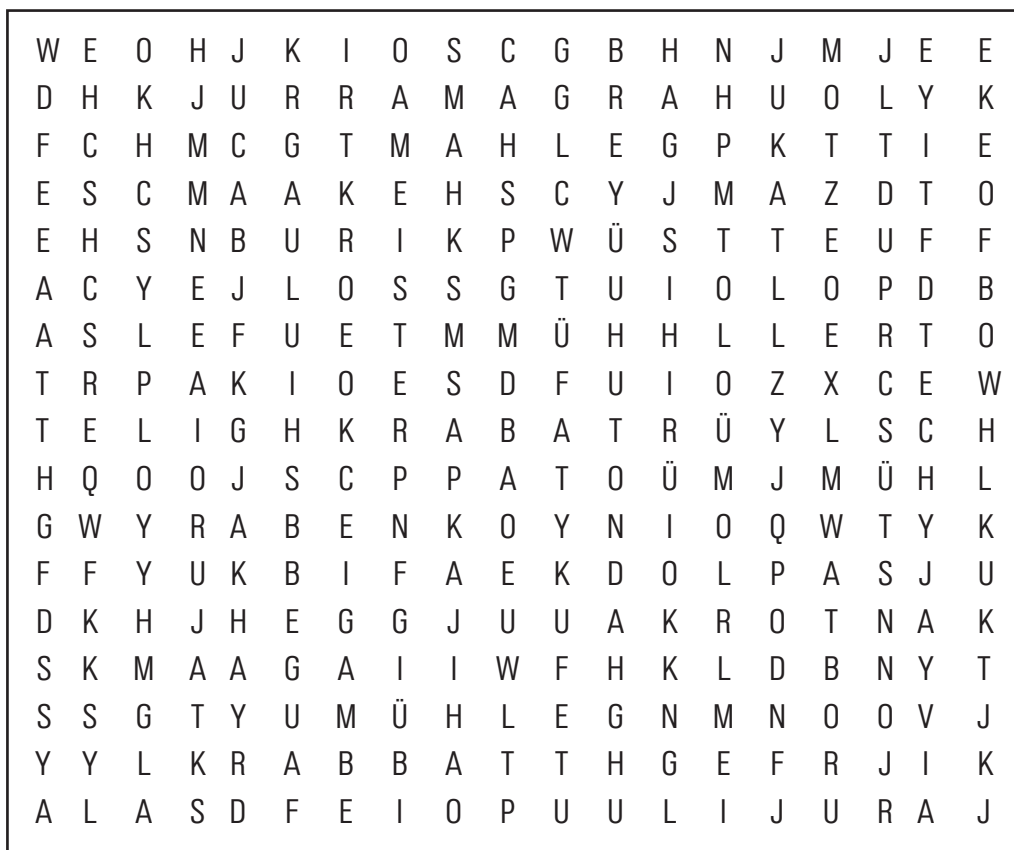 W E O H J K I O S C G B H N J M J E E
D H K J U R R A M A G R A H U O L Y K
F C H M C G T M A H L E G P K T T I E
E S C M A A K E H S C Y J M A Z D T O
E H S N B U R I K P W Ü S T T E U F F
A C Y E J L O S S G T U I O L O P D B
A S L E F U E T M M Ü H H L L E R T O
T R P A K I O E S D F U I O Z X C E W
T E L I G H K R A B A T R Ü Y L S C H
H Q O O J S C P P A T O Ü M J M Ü H L
G W Y R A B E N K O Y N I O Q W T Y K
F F Y U K B I F A E K D O L P A S J U
D K H J H E G G J U U A K R O T N A K
S K M A A G A I I W F H K L D B N Y T
S S G T Y U M Ü H L E G N M N O O V J
Y Y L K R A B B A T T H G E F R J I K
A L A S D F E I O P U U L I J U R A J